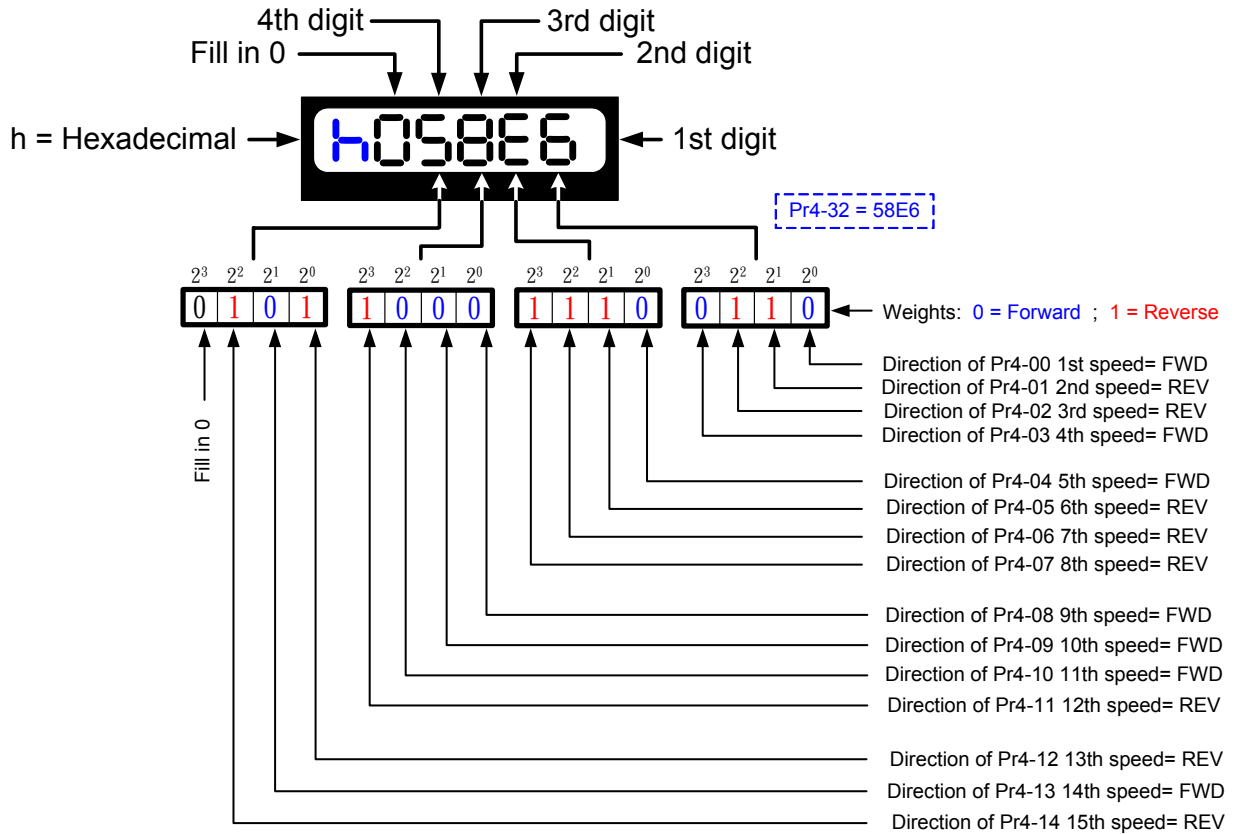 4th digit
3rd digit
Fill in 0
2nd digit
h = Hexadecimal
h058E6
1st digit
Pr4-32 = 58E6
2³ 2² 2¹ 2⁰ 2³ 2² 2¹ 2⁰ 2³ 2² 2¹ 2⁰ 2³ 2² 2¹ 2⁰
0 1 0 1 1 0 0 0 1 1 1 0 0 1 1 0
Weights: 0 = Forward ; 1 = Reverse
Fill in 0
Direction of Pr4-00 1st speed= FWD
Direction of Pr4-01 2nd speed= REV
Direction of Pr4-02 3rd speed= REV
Direction of Pr4-03 4th speed= FWD
Direction of Pr4-04 5th speed= FWD
Direction of Pr4-05 6th speed= REV
Direction of Pr4-06 7th speed= REV
Direction of Pr4-07 8th speed= REV
Direction of Pr4-08 9th speed= FWD
Direction of Pr4-09 10th speed= FWD
Direction of Pr4-10 11th speed= FWD
Direction of Pr4-11 12th speed= REV
Direction of Pr4-12 13th speed= REV
Direction of Pr4-13 14th speed= FWD
Direction of Pr4-14 15th speed= REV